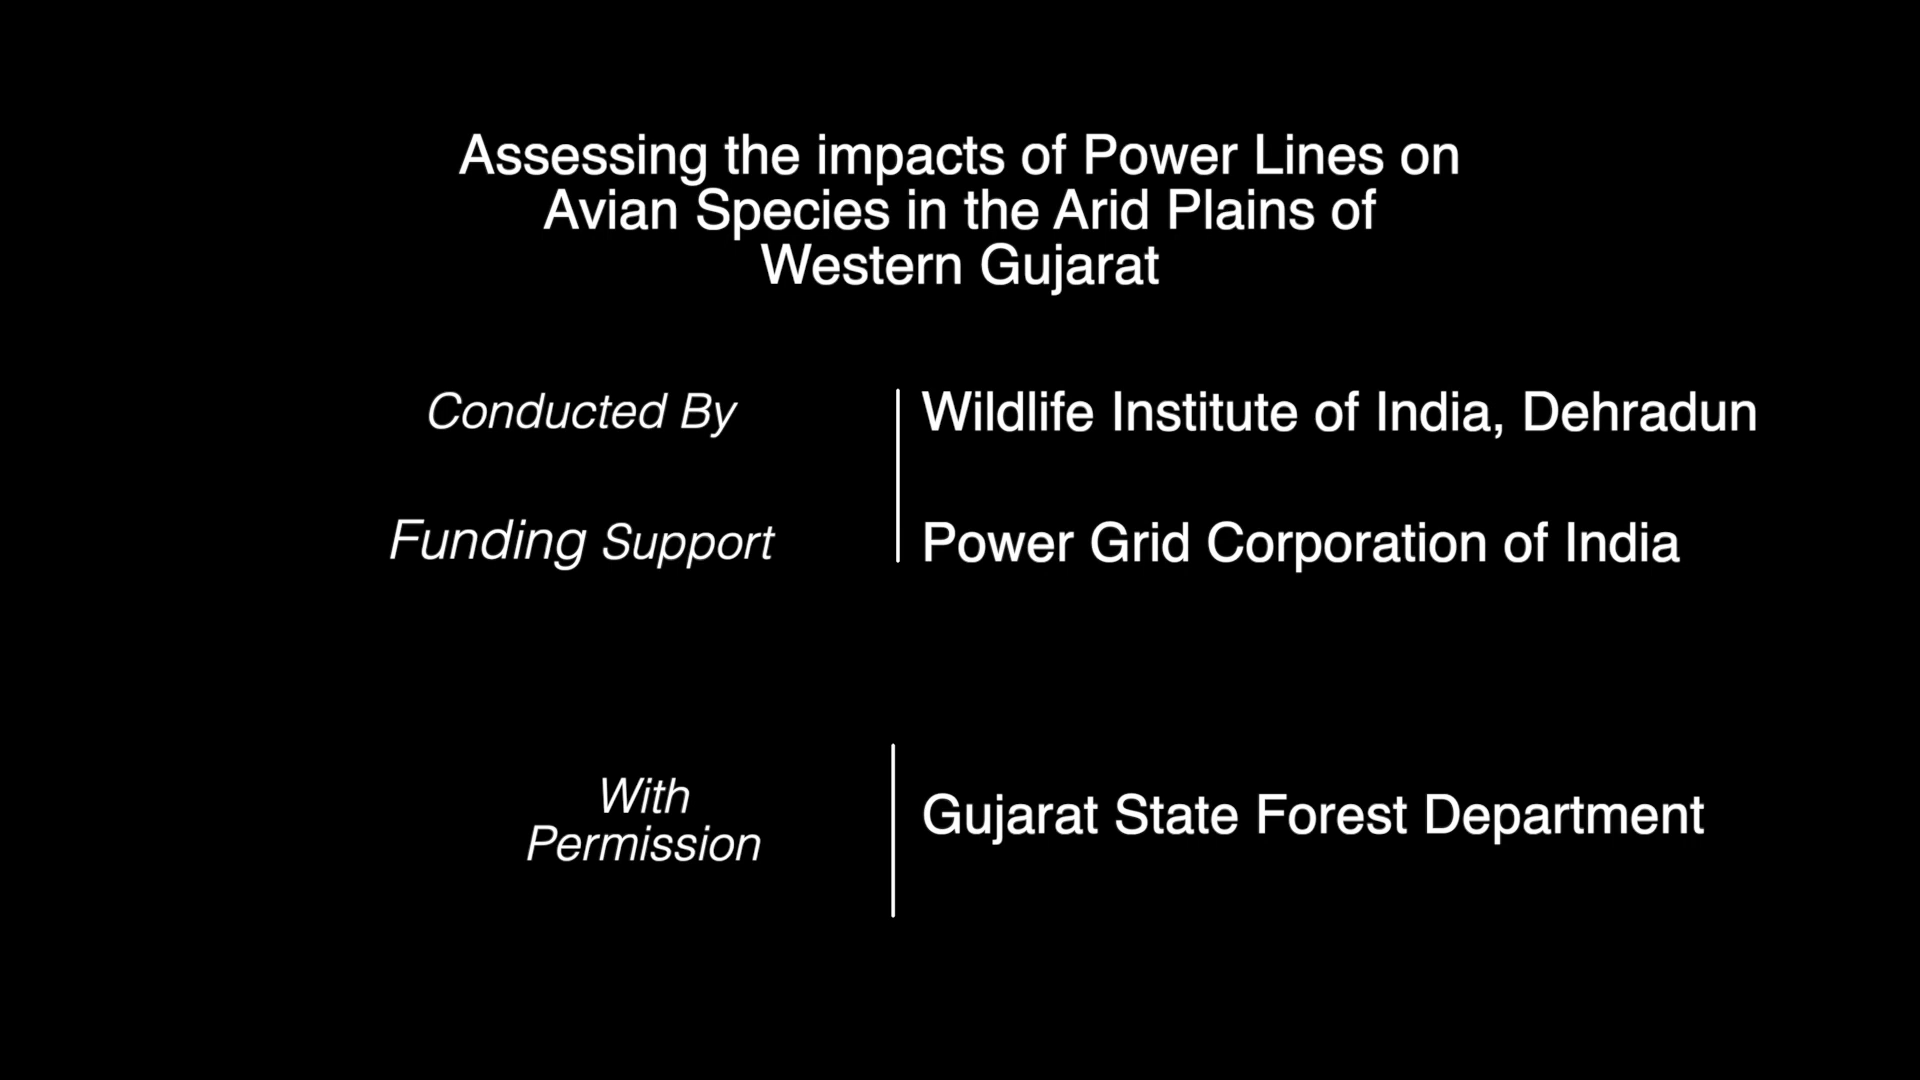 Assessing the impacts of Power Lines on
Avian Species in the Arid Plains of
Western Gujarat
Conducted By
Wildlife Institute of India, Dehradun
Funding Support
Power Grid Corporation of India
With
Permission
Gujarat State Forest Department